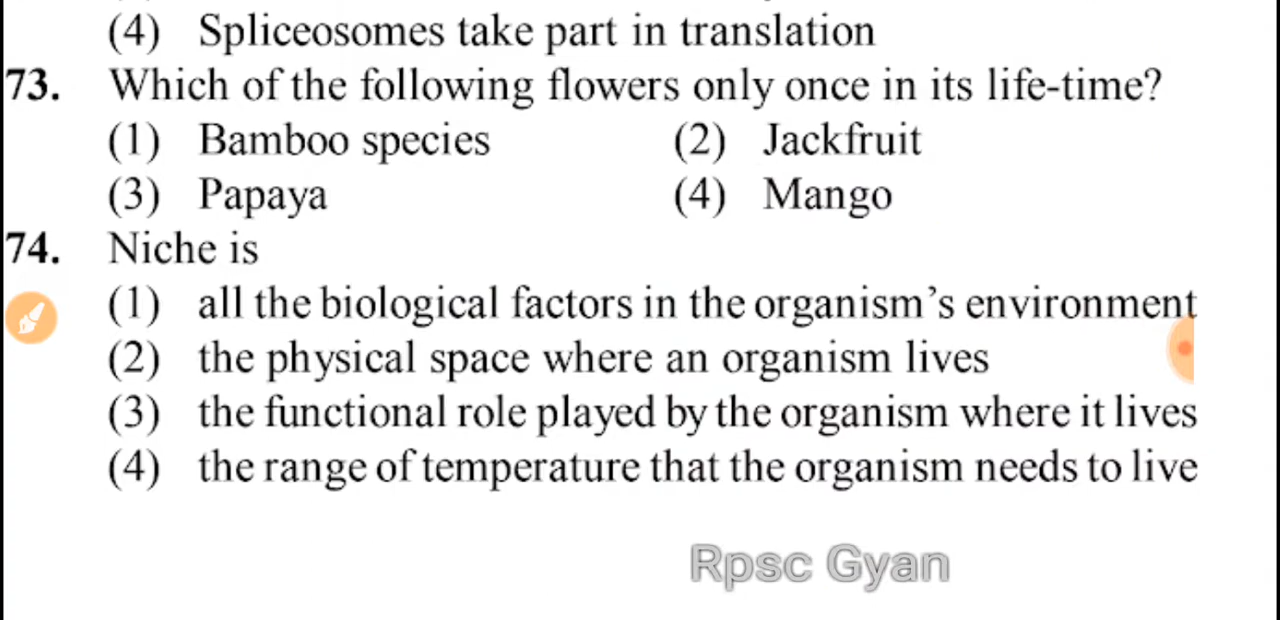 (4) Spliceosomes take part in translation
73. Which of the following flowers only once in its life-time?
(1) Bamboo species (2) Jackfruit
(3) Papaya (4) Mango
74. Niche is
(1) all the biological factors in the organism’s environment
(2) the physical space where an organism lives
(3) the functional role played by the organism where it lives
(4) the range of temperature that the organism needs to live
Rpsc Gyan